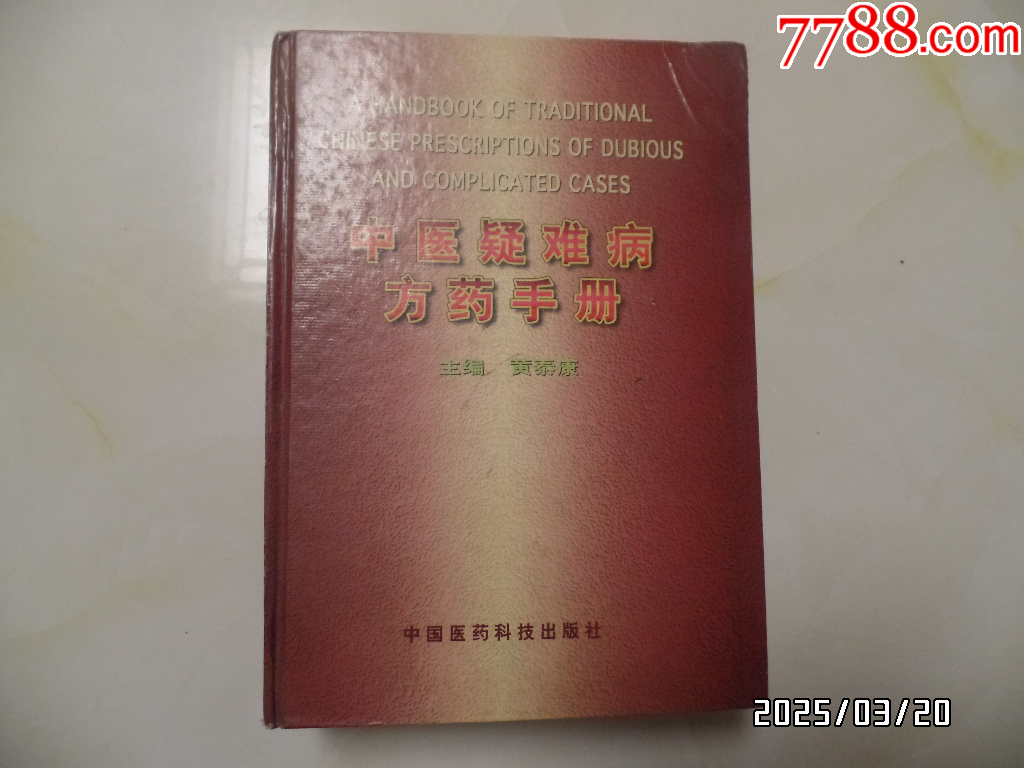 7788.com
A HANDBOOK OF TRADITIONAL
CHINESE PRESCRIPTIONS OF DUBIOUS
AND COMPLICATED CASES
中医疑难病
方药手册
主编 黄泰康
中国医药科技出版社
2025/03/20